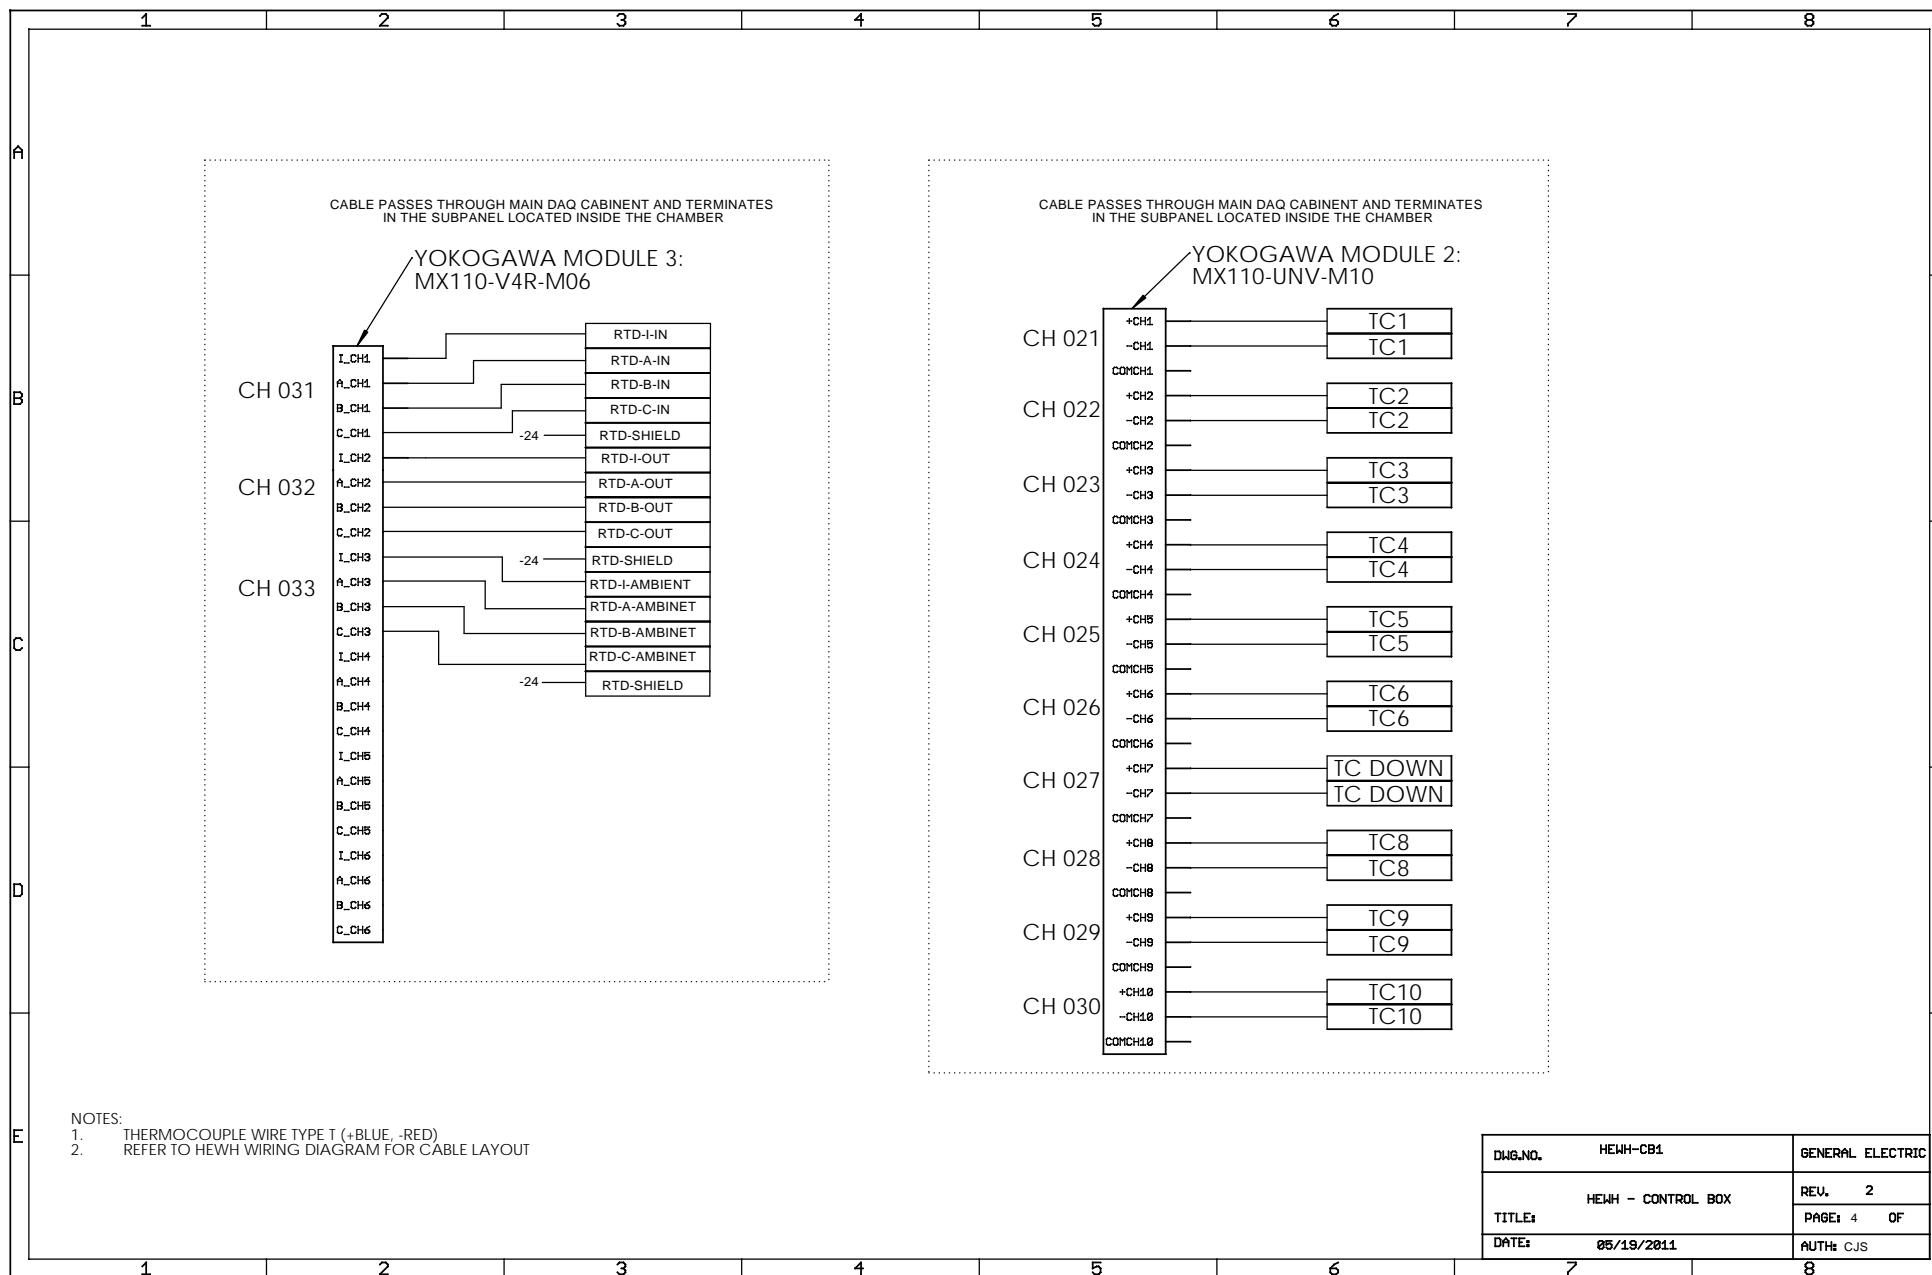 1 2 3 4 5 6 7 8
A
B
C
D
E
CABLE PASSES THROUGH MAIN DAQ CABINENT AND TERMINATES
IN THE SUBPANEL LOCATED INSIDE THE CHAMBER
YOKOGAWA MODULE 3:
MX110-V4R-M06
CH 031
CH 032
CH 033
I_CH1
A_CH1
B_CH1
C_CH1
I_CH2
A_CH2
B_CH2
C_CH2
I_CH3
A_CH3
B_CH3
C_CH3
I_CH4
A_CH4
B_CH4
C_CH4
I_CH5
A_CH5
B_CH5
C_CH5
I_CH6
A_CH6
B_CH6
C_CH6
RTD-I-IN
RTD-A-IN
RTD-B-IN
RTD-C-IN
-24 RTD-SHIELD
RTD-I-OUT
RTD-A-OUT
RTD-B-OUT
RTD-C-OUT
-24 RTD-SHIELD
RTD-I-AMBIENT
RTD-A-AMBINET
RTD-B-AMBINET
RTD-C-AMBINET
-24 RTD-SHIELD
CABLE PASSES THROUGH MAIN DAQ CABINENT AND TERMINATES
IN THE SUBPANEL LOCATED INSIDE THE CHAMBER
YOKOGAWA MODULE 2:
MX110-UNV-M10
CH 021
+CH1 TC1
-CH1 TC1
COMCH1
CH 022
+CH2 TC2
-CH2 TC2
COMCH2
CH 023
+CH3 TC3
-CH3 TC3
COMCH3
CH 024
+CH4 TC4
-CH4 TC4
COMCH4
CH 025
+CH5 TC5
-CH5 TC5
COMCH5
CH 026
+CH6 TC6
-CH6 TC6
COMCH6
CH 027
+CH7 TC DOWN
-CH7 TC DOWN
COMCH7
CH 028
+CH8 TC8
-CH8 TC8
COMCH8
CH 029
+CH9 TC9
-CH9 TC9
COMCH9
CH 030
+CH10 TC10
-CH10 TC10
COMCH10
NOTES:
1. THERMOCOUPLE WIRE TYPE T (+BLUE, -RED)
2. REFER TO HEWH WIRING DIAGRAM FOR CABLE LAYOUT
DWG.NO. HEWH-CB1 GENERAL ELECTRIC
TITLE: HEWH - CONTROL BOX
REV. 2
PAGE: 4 OF
DATE: 05/19/2011 AUTH: CJS
1 2 3 4 5 6 7 8